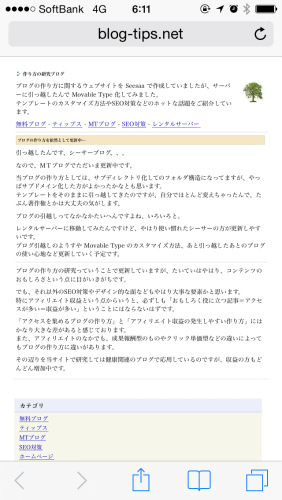 SoftBank 4G 6:11
blog-tips.net
作り方の研究ブログ
ブログの作り方に関するウェブサイトを Seesaa で作成していましたが、サーバ
ーに引っ越したんで Movable Type 化してみました。
テンプレートのカスタマイズ方法やSEO対策などのホットな話題をご紹介してい
ます。
無料ブログ - ティップス - MTブログ - SEO対策 - レンタルサーバー
ブログの作り方を依然として更新中～
引っ越したんです、シーサーブログ、、。
なので、MTブログでただいま更新中です。
当ブログの作り方としては、サブディレクトリ化してのフォルダ構造になってますが、やっ
ぱサブドメイン化した方がよかったかなとも思います。
テンプレートをそのままに引っ越してきたのですが、自分でほとんど変えちゃったんで、た
ぶん著作権とかは大丈夫の気がします。
ブログの引越しってなかなかたいへんですよね、いろいろと。
レンタルサーバーに移動してみたんですけど、やはり使い慣れたシーサーの方が更新しやす
いです。
ブログ引越しのようすや Movable Type のカスタマイズ方法、あと引っ越したあとのブログ
の使い心地など更新していく予定です。
ブログの作り方の研究ていうことで更新していますが、たいていはやはり、コンテンツの
おもしろさという点に目がいきがちです。
でも、それ以外のSEO対策やデザイン的な面などもやはり大事な要素かと思います。
特にアフィリエイト収益という点からいうと、必ずしも「おもしろく役に立つ記事＝アクセ
スが多い＝収益が多い」ということにはならないはずです。
「アクセスを集めるブログの作り方」と「アフィリエイト収益の発生しやすい作り方」には
かなり大きな差があると感じております。
また、アフィリエイトのなかでも、成果報酬型のものやクリック単価型などの違いによって
もブログの作り方に違いがあります。
その辺りを当サイトで研究しては健康関連のブログで応用しているのですが、収益の方もど
んどん増加中です。
カテゴリ
無料ブログ
ティップス
MTブログ
SEO対策
ホームページ